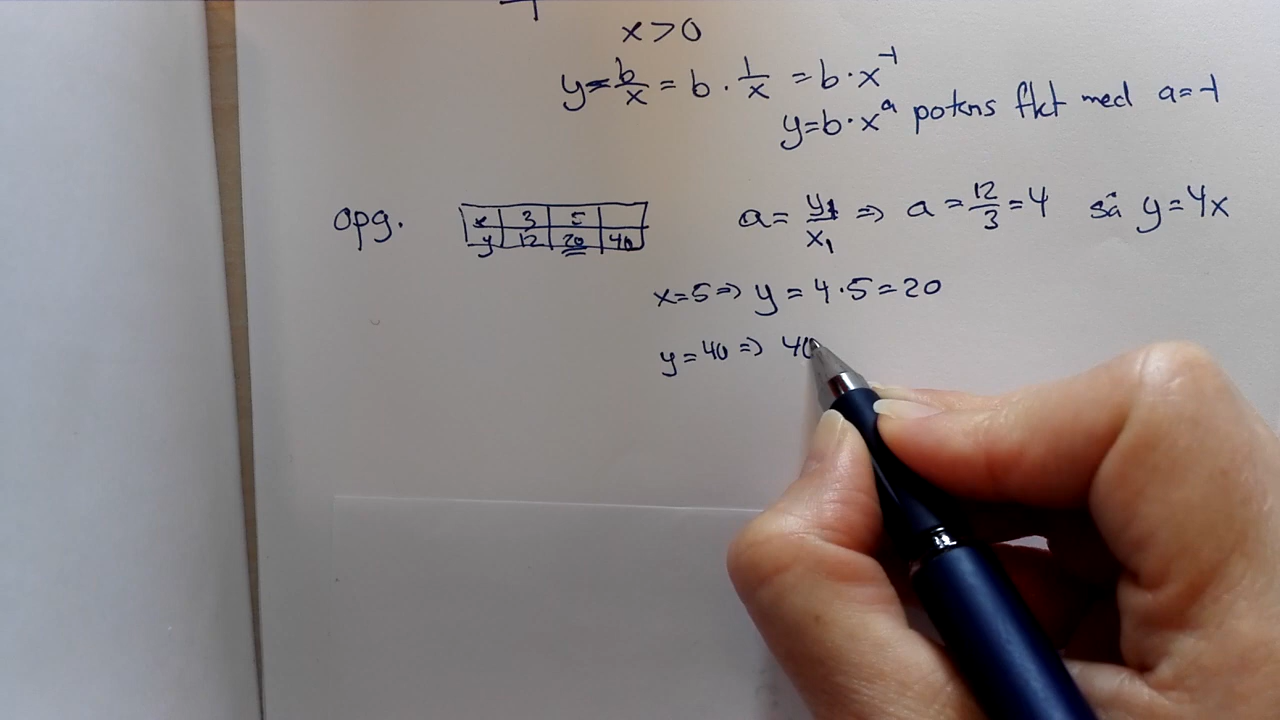 x > 0
y = b/x = b · 1/x = b · x⁻¹
y = b · xᵃ potens fkt med a = -1
opg. x 3 5 a = y₁/x₁ ⇒ a = 12/3 = 4 så y = 4x
y 12 20 40
x = 5 ⇒ y = 4 · 5 = 20
y = 40 ⇒ 40